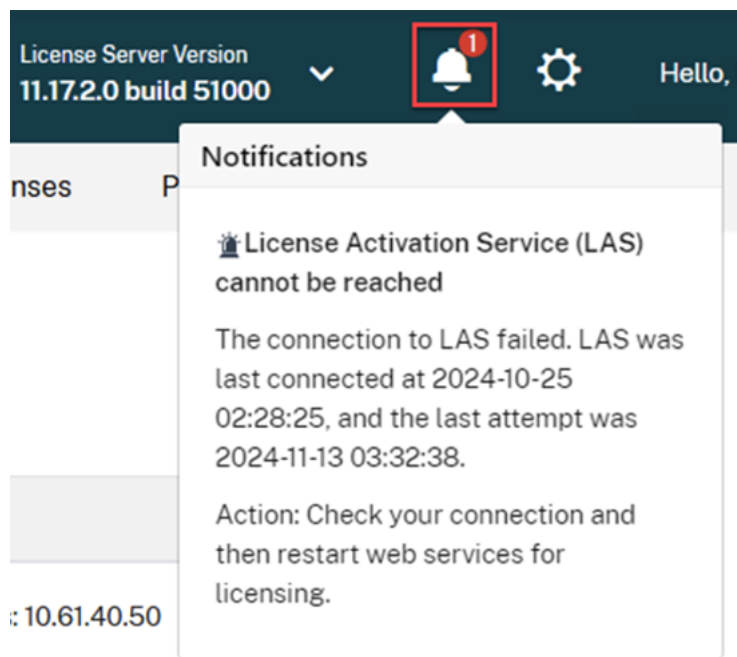 License Server Version
11.17.2.0 build 51000
1
Hello,
Notifications
nses
P
License Activation Service (LAS)
cannot be reached
The connection to LAS failed. LAS was
last connected at 2024-10-25
02:28:25, and the last attempt was
2024-11-13 03:32:38.
Action: Check your connection and
then restart web services for
licensing.
: 10.61.40.50